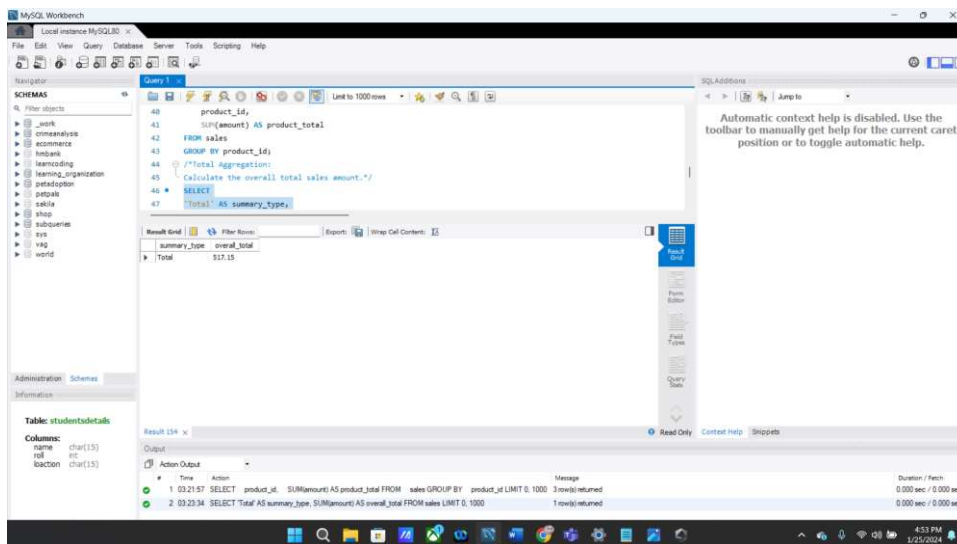 MySQL Workbench
Local instance MySQL80 ×
File Edit View Query Database Server Tools Scripting Help
Navigator
SCHEMAS
Filter objects
_work
crimeanalysis
ecommerce
hmbank
learncoding
learning_organization
petadoption
petpals
sakila
shop
subqueries
sys
vag
world
Administration Schemas
Information
Table: studentsdetails
Columns:
name char(15)
roll int
loaction char(15)
Query 1 ×
Limit to 1000 rows
40 product_id,
41 SUM(amount) AS product_total
42 FROM sales
43 GROUP BY product_id;
44 /*Total Aggregation:
45 Calculate the overall total sales amount.*/
46 SELECT
47 'Total' AS summary_type,
Result Grid Filter Rows: Export: Wrap Cell Content:
summary_type overall_total
Total 517.15
Result Grid
Form Editor
Field Types
Query Stats
Result 154 ×
Read Only
SQLAdditions
Jump to
Automatic context help is disabled. Use the
toolbar to manually get help for the current caret
position or to toggle automatic help.
Context Help Snippets
Output
Action Output
# Time Action Message Duration / Fetch
1 03:21:57 SELECT product_id, SUM(amount) AS product_total FROM sales GROUP BY product_id LIMIT 0, 1000 3 row(s) returned 0.000 sec / 0.000 se
2 03:23:34 SELECT 'Total' AS summary_type, SUM(amount) AS overall_total FROM sales LIMIT 0, 1000 1 row(s) returned 0.000 sec / 0.000 se
4:53 PM
1/25/2024